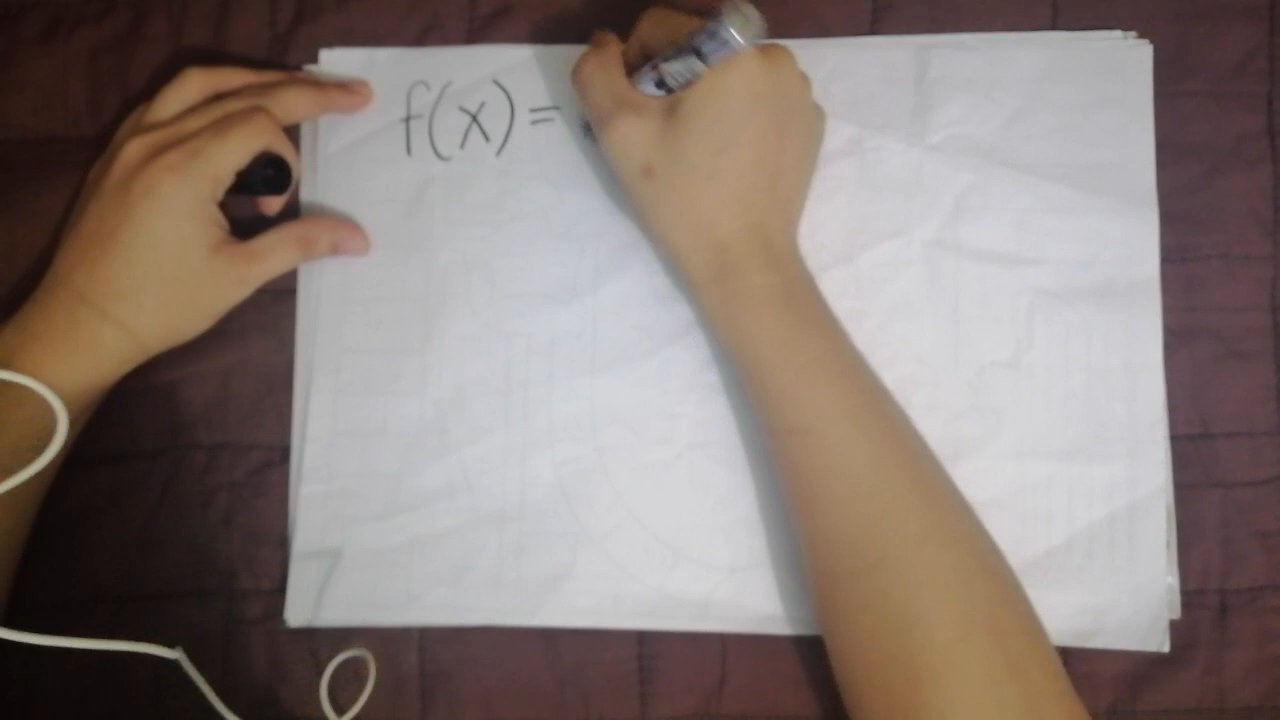 f(x) =